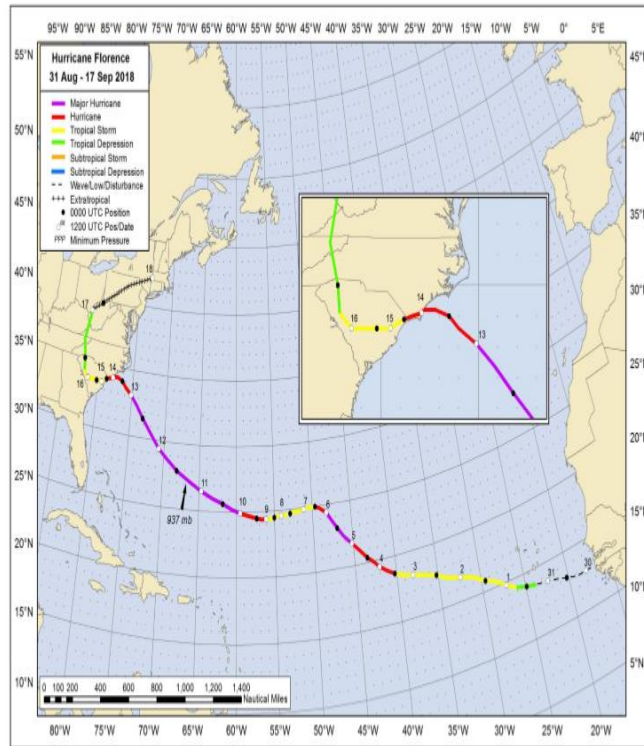 95°W 90°W 85°W 80°W 75°W 70°W 65°W 60°W 55°W 50°W 45°W 40°W 35°W 30°W 25°W 20°W 15°W 10°W 5°W 0° 5°E
Hurricane Florence
31 Aug - 17 Sep 2018
Major Hurricane
Hurricane
Tropical Storm
Tropical Depression
Subtropical Storm
Subtropical Depression
Wave/Low/Disturbance
Extratropical
0000 UTC Position
1200 UTC Pos/Date
PPP Minimum Pressure
55°N
50°N
45°N
40°N
35°N
30°N
25°N
20°N
15°N
10°N
45°N
40°N
35°N
30°N
25°N
20°N
15°N
10°N
5°N
16
15
14
13
18
17
16
15
14
13
12
11
10
9
8
7
6
5
4
3
2
1
31
30
937 mb
0 100 200 400 600 800 1,000 1,200 1,400
Nautical Miles
80°W 75°W 70°W 65°W 60°W 55°W 50°W 45°W 40°W 35°W 30°W 25°W 20°W